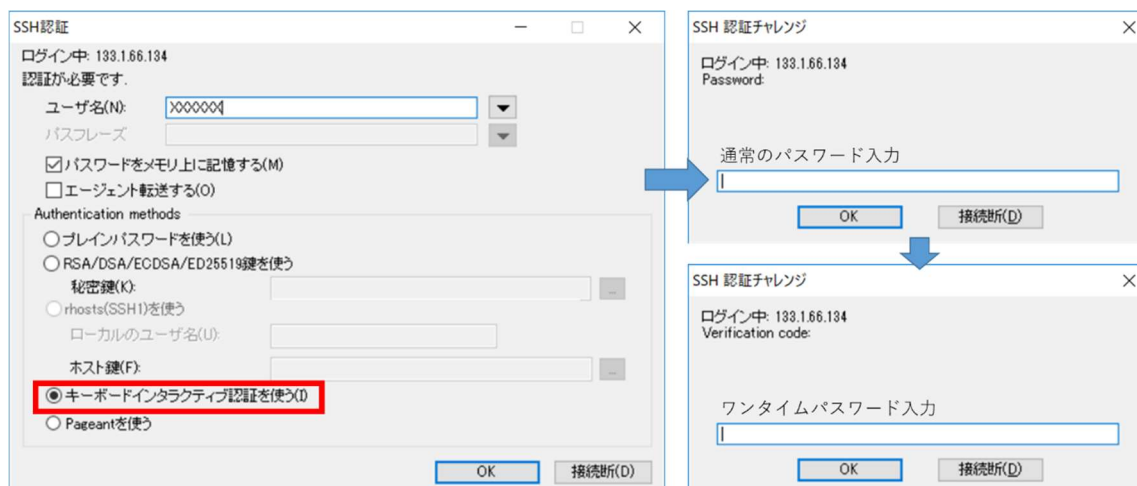 SSH認証
ログイン中: 133.1.66.134
認証が必要です.
ユーザ名(N): XXXXXX
パスフレーズ
パスワードをメモリ上に記憶する(M)
エージェント転送する(O)
Authentication methods
プレインパスワードを使う(L)
RSA/DSA/ECDSA/ED25519鍵を使う
秘密鍵(K):
...
rhosts(SSH1)を使う
ローカルのユーザ名(U):
ホスト鍵(F):
...
キーボードインタラクティブ認証を使う(I)
Pageantを使う
OK
接続断(D)
SSH 認証チャレンジ
ログイン中: 133.1.66.134
Password:
通常のパスワード入力
OK
接続断(D)
SSH 認証チャレンジ
ログイン中: 133.1.66.134
Verification code:
ワンタイムパスワード入力
OK
接続断(D)